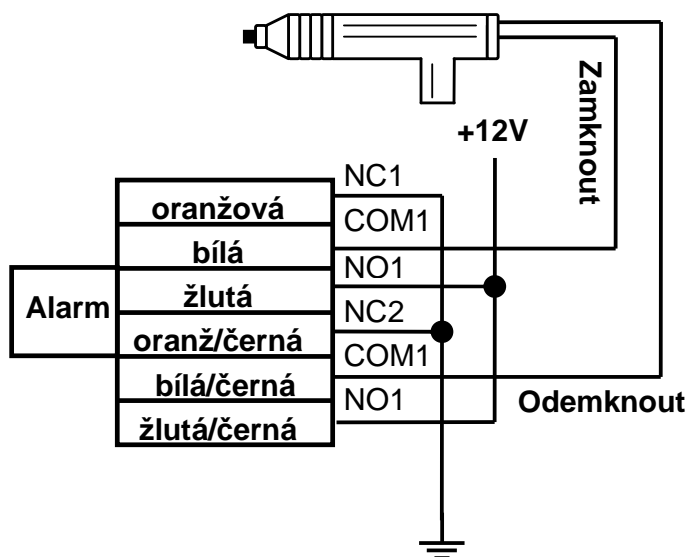 Zamknout
+12V
NC1
oranžová
COM1
bílá
NO1
Alarm
žlutá
NC2
oranž/černá
COM1
bílá/černá
NO1
Odemknout
žlutá/černá